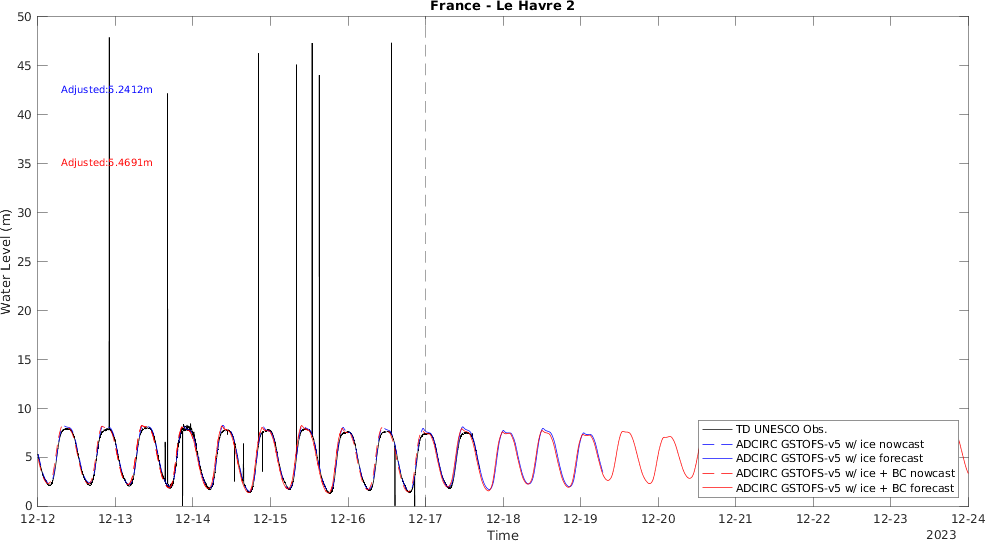 France - Le Havre 2
50
45
40
35
30
25
20
15
10
5
0
Water Level (m)
Adjusted:5.2412m
Adjusted:5.4691m
TD UNESCO Obs.
ADCIRC GSTOFS-v5 w/ ice nowcast
ADCIRC GSTOFS-v5 w/ ice forecast
ADCIRC GSTOFS-v5 w/ ice + BC nowcast
ADCIRC GSTOFS-v5 w/ ice + BC forecast
12-12 12-13 12-14 12-15 12-16 12-17 12-18 12-19 12-20 12-21 12-22 12-23 12-24
Time
2023